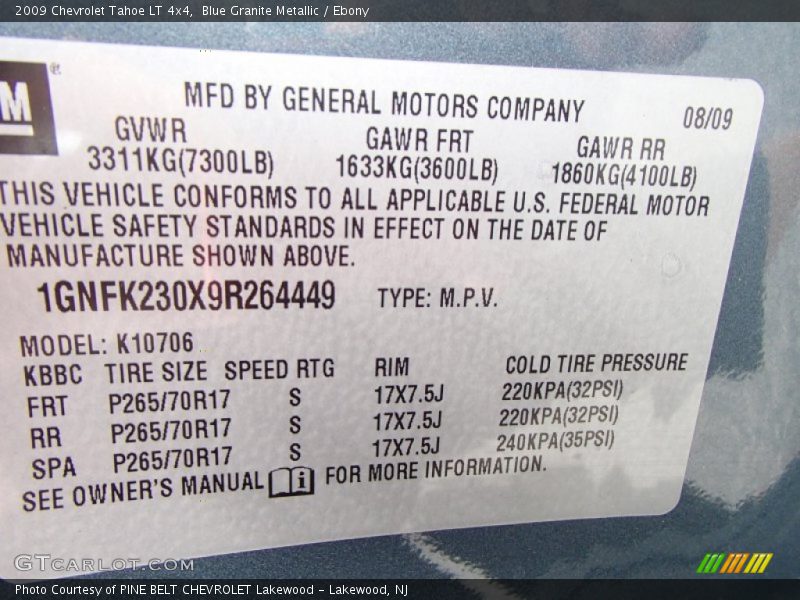 2009 Chevrolet Tahoe LT 4x4, Blue Granite Metallic / Ebony
M ®
MFD BY GENERAL MOTORS COMPANY 08/09
GVWR GAWR FRT GAWR RR
3311KG(7300LB) 1633KG(3600LB) 1860KG(4100LB)
THIS VEHICLE CONFORMS TO ALL APPLICABLE U.S. FEDERAL MOTOR
VEHICLE SAFETY STANDARDS IN EFFECT ON THE DATE OF
MANUFACTURE SHOWN ABOVE.
1GNFK230X9R264449 TYPE: M.P.V.
MODEL: K10706
KBBC TIRE SIZE SPEED RTG RIM COLD TIRE PRESSURE
FRT P265/70R17 S 17X7.5J 220KPA(32PSI)
RR P265/70R17 S 17X7.5J 220KPA(32PSI)
SPA P265/70R17 S 17X7.5J 240KPA(35PSI)
SEE OWNER'S MANUAL i FOR MORE INFORMATION.
GTCARLOT.COM
Photo Courtesy of PINE BELT CHEVROLET Lakewood - Lakewood, NJ